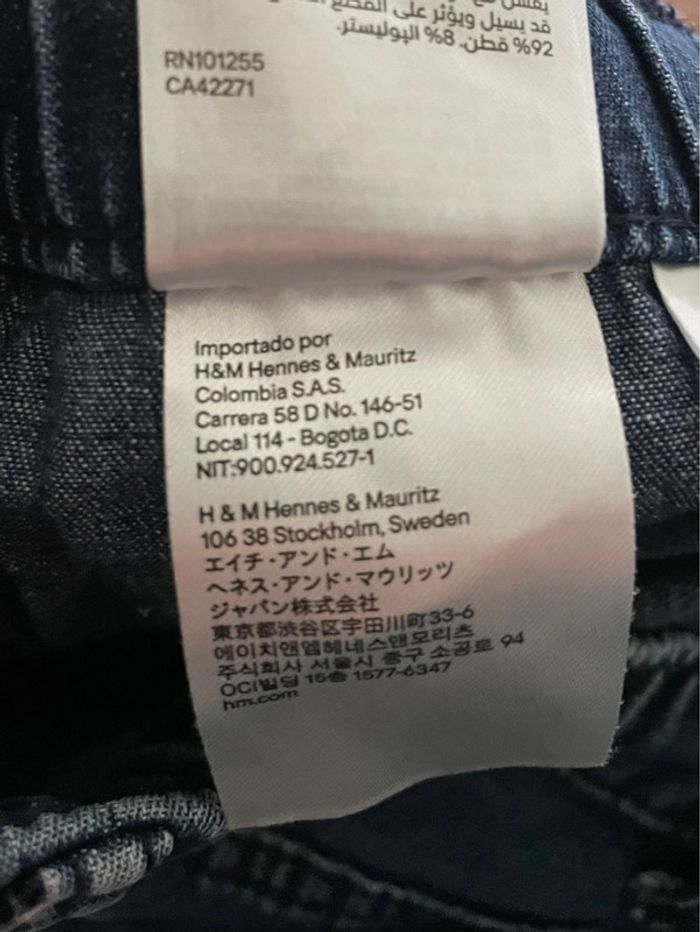 قد يسيل ويؤثر على
92% قطن، 8% البوليستر.
RN101255
CA42271
Importado por
H&M Hennes & Mauritz
Colombia S.A.S.
Carrera 58 D No. 146-51
Local 114 - Bogota D.C.
NIT:900.924.527-1
H & M Hennes & Mauritz
106 38 Stockholm, Sweden
エイチ・アンド・エム
ヘネス・アンド・マウリッツ
ジャパン株式会社
東京都渋谷区宇田川町33-6
에이치앤엠헤네스앤모리츠
주식회사 서울시 중구 소공로 94
OCI빌딩 15층 1577-6347
hm.com